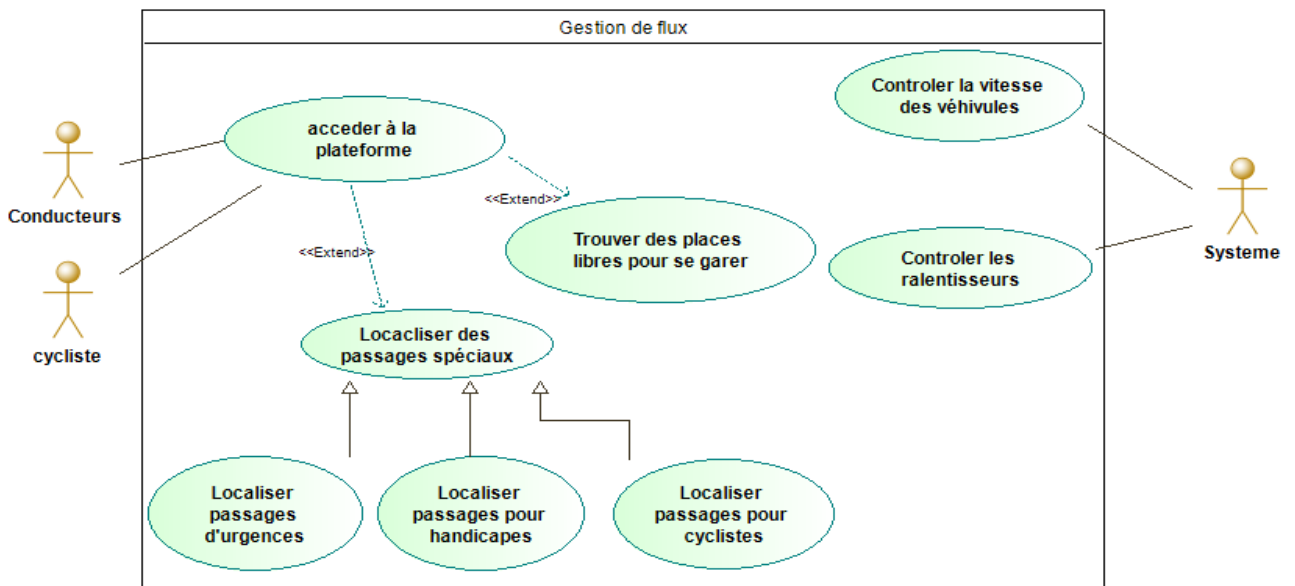 Gestion de flux
Controler la vitesse
des véhivules
acceder à la
plateforme
Conducteurs
<<Extend>>
Trouver des places
libres pour se garer
<<Extend>>
Controler les
ralentisseurs
Systeme
cycliste
Locacliser des
passages spéciaux
Localiser
passages
d'urgences
Localiser
passages pour
handicapes
Localiser
passages pour
cyclistes